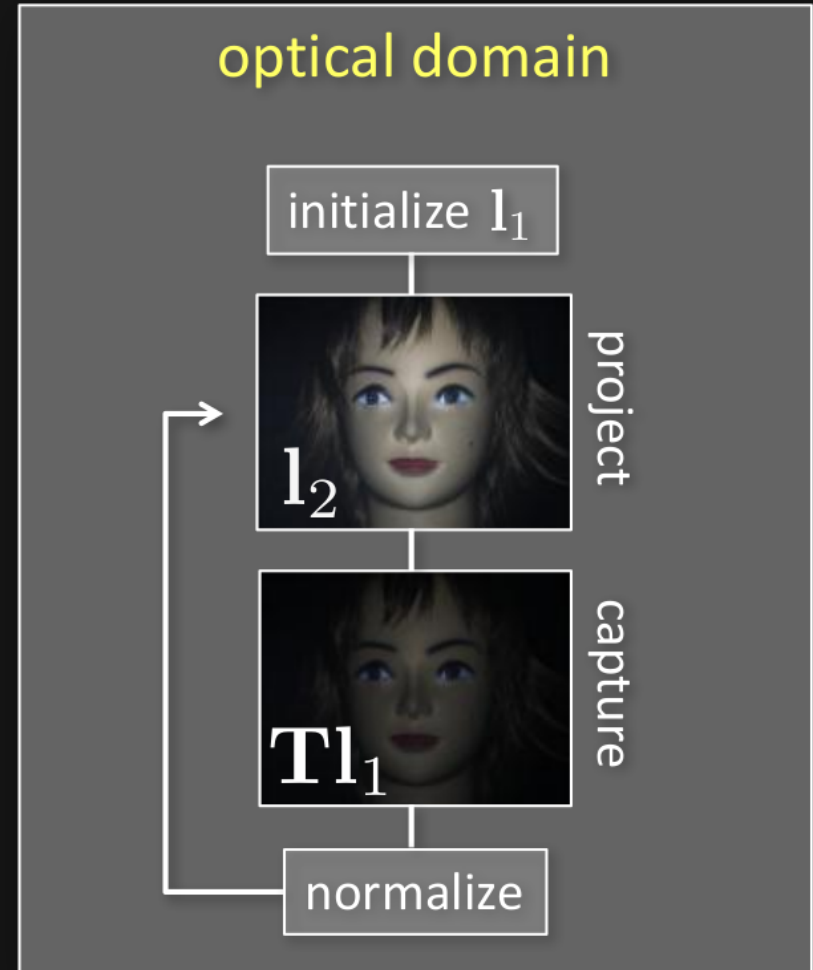 optical domain
initialize l₁
project
l₂
capture
Tl₁
normalize